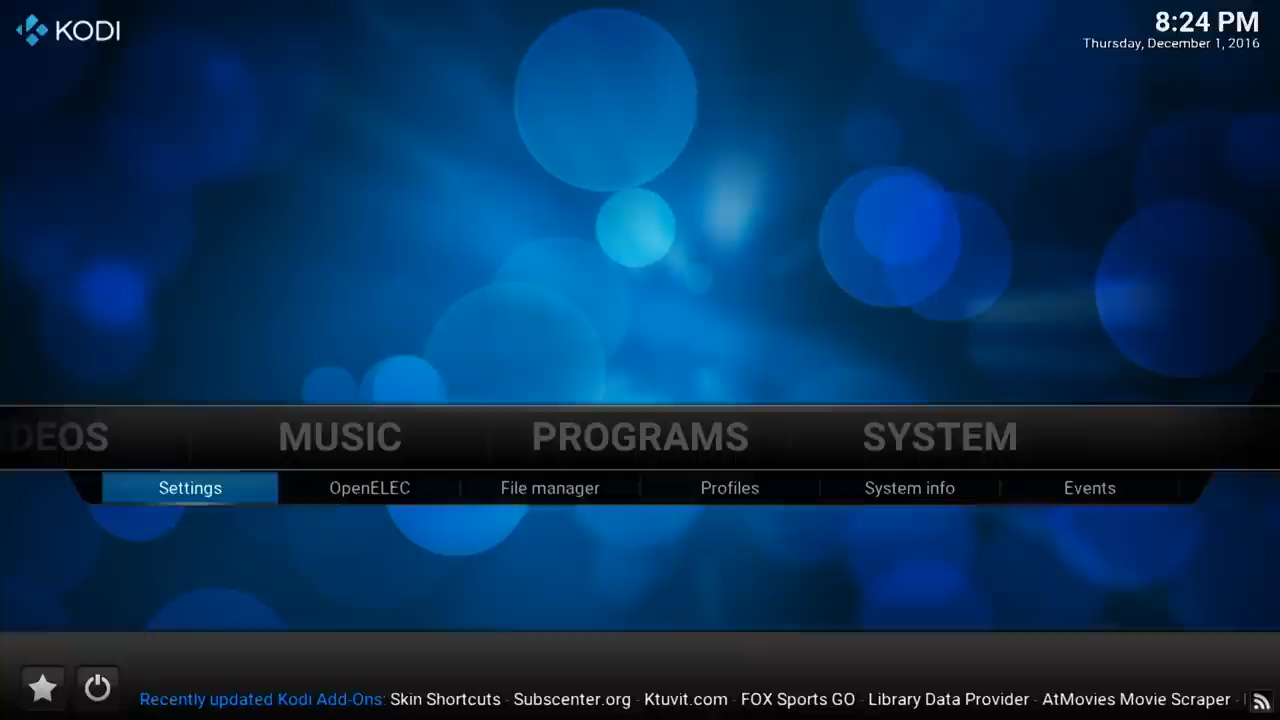 KODI
8:24 PM
Thursday, December 1, 2016
DEOS MUSIC PROGRAMS SYSTEM
Settings OpenELEC File manager Profiles System info Events
Recently updated Kodi Add-Ons: Skin Shortcuts - Subscenter.org - Ktuvit.com - FOX Sports GO - Library Data Provider - AtMovies Movie Scraper -